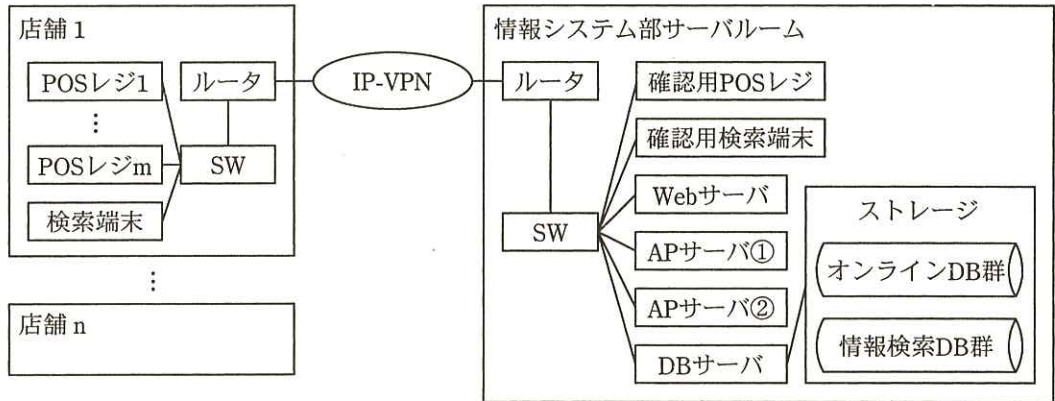 店舗1
POSレジ1
⋮
POSレジm
検索端末
ルータ
SW
⋮
店舗n
IP-VPN
情報システム部サーバルーム
ルータ
SW
確認用POSレジ
確認用検索端末
Webサーバ
APサーバ①
APサーバ②
DBサーバ
ストレージ
オンラインDB群
情報検索DB群